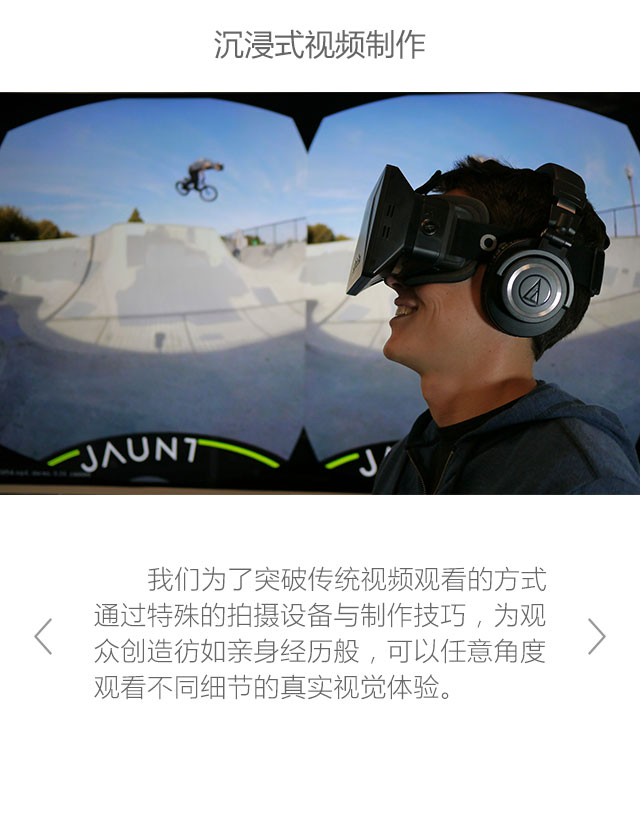 沉浸式视频制作
JAUNT
JAU
我们为了突破传统视频观看的方式
通过特殊的拍摄设备与制作技巧，为观
众创造彷如亲身经历般，可以任意角度
观看不同细节的真实视觉体验。